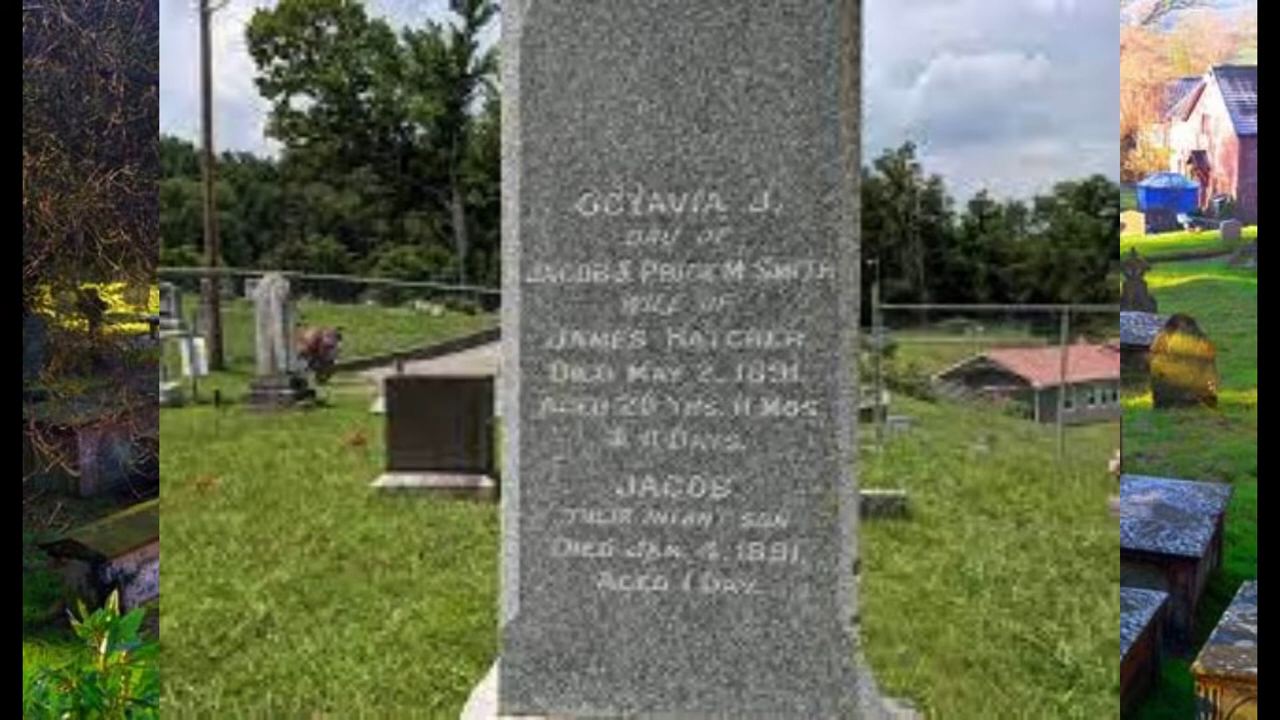 OCTAVIA J.
DAU OF
JACOB & PRICY M. SMITH
WIFE OF
JAMES HATCHER
DIED MAY 2, 1891,
AGED 20 YRS. 11 MOS
& 11 DAYS.
JACOB
THEIR INFANT SON
DIED JAN. 4, 1891,
AGED 1 DAY.